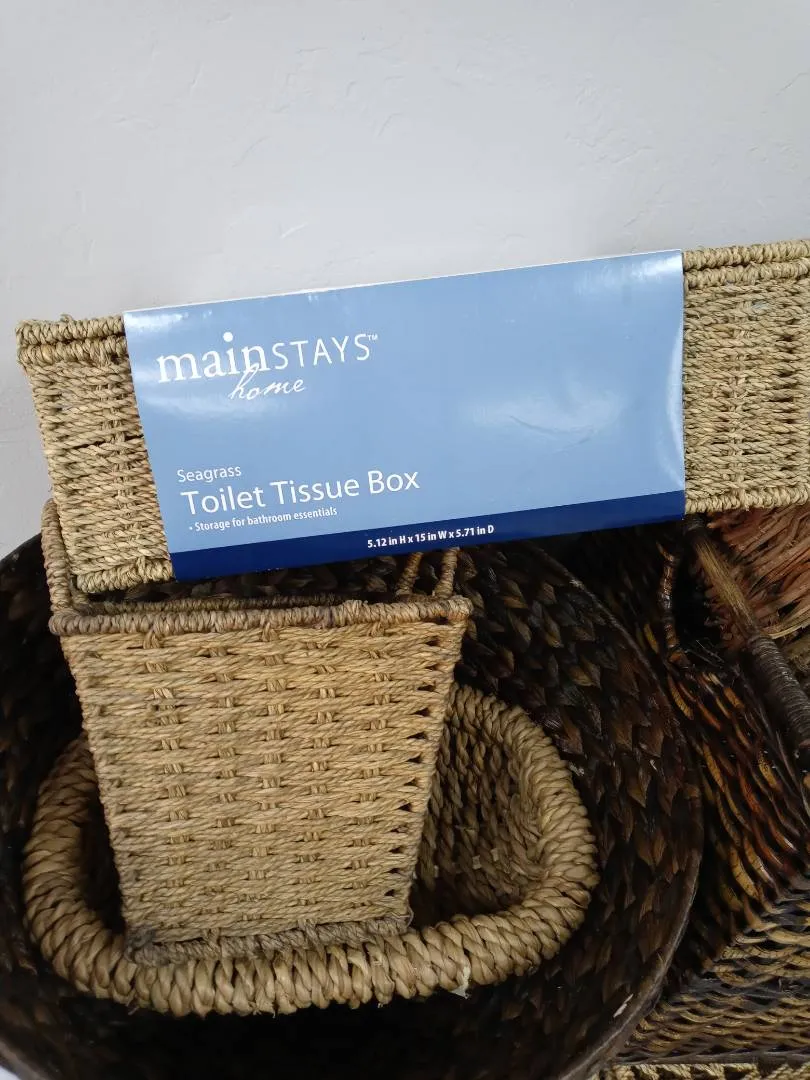 mainSTAYS™
home
Seagrass
Toilet Tissue Box
• Storage for bathroom essentials
5.12 in H x 15 in W x 5.71 in D